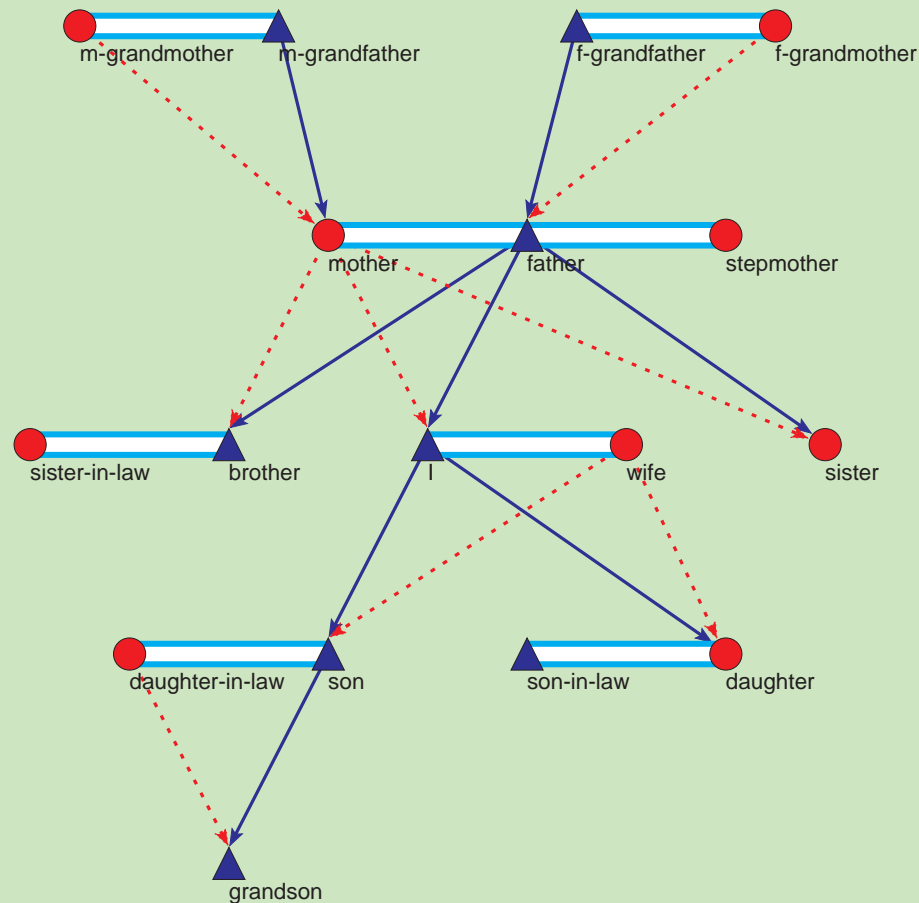 m-grandmother
m-grandfather
f-grandfather
f-grandmother
mother
father
stepmother
sister-in-law
brother
I
wife
sister
daughter-in-law
son
son-in-law
daughter
grandson